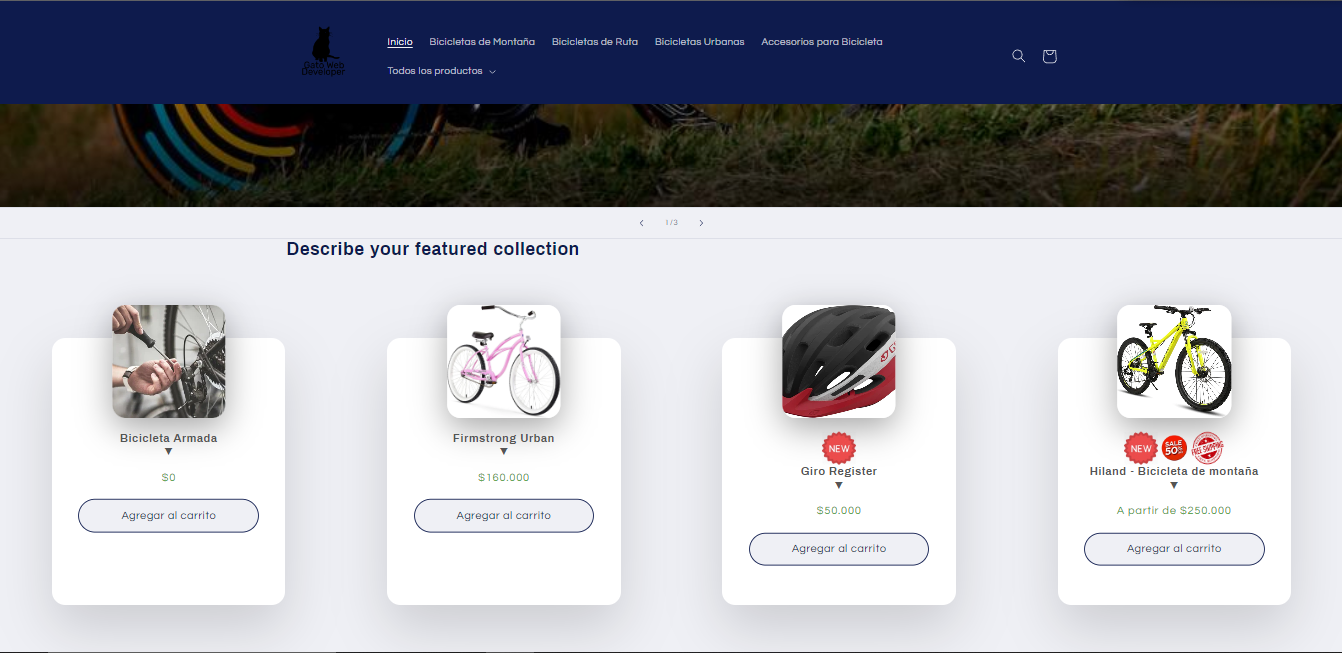 Gato Web
Developer
Inicio Bicicletas de Montaña Bicicletas de Ruta Bicicletas Urbanas Accesorios para Bicicleta
Todos los productos
1/3
Describe your featured collection
Bicicleta Armada
$0
Agregar al carrito
Firmstrong Urban
$160.000
Agregar al carrito
NEW
Giro Register
$50.000
Agregar al carrito
NEW
SALE
50%
FREE SHIPPING
Hiland - Bicicleta de montaña
A partir de $250.000
Agregar al carrito